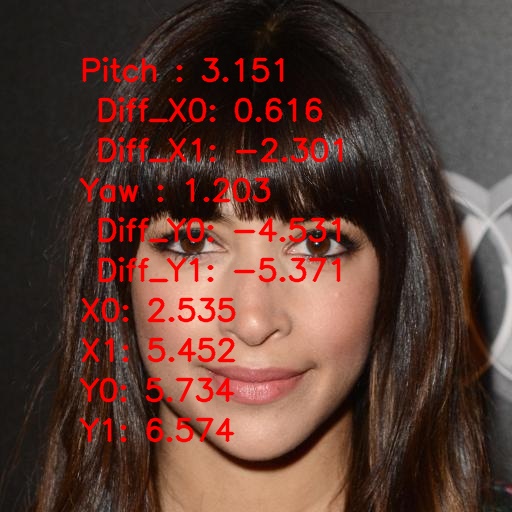 Pitch : 3.151
Diff_X0: 0.616
Diff_X1: -2.301
Yaw : 1.203
Diff_Y0: -4.531
Diff_Y1: -5.371
X0: 2.535
X1: 5.452
Y0: 5.734
Y1: 6.574